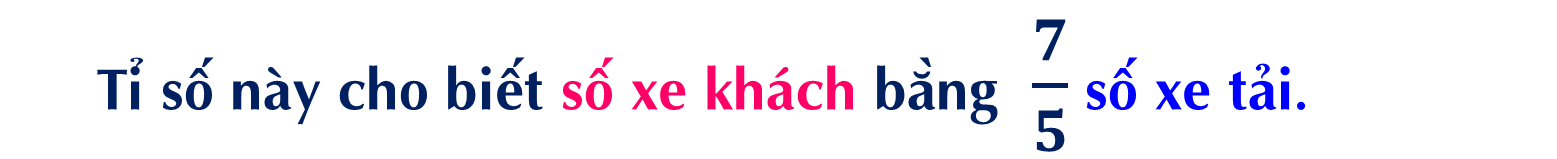 Tỉ số này cho biết số xe khách bằng 7/5 số xe tải.